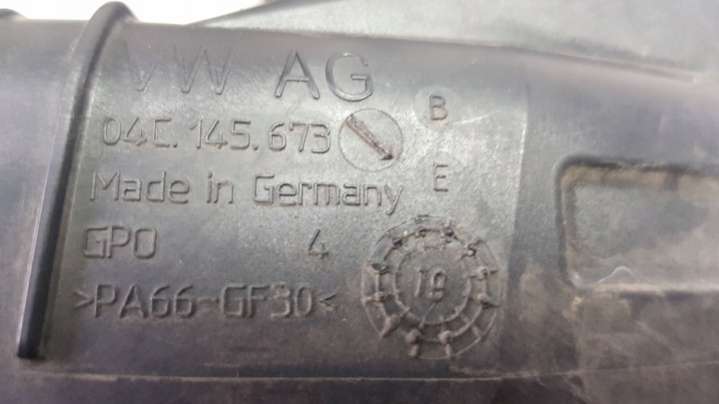 VW AG
04C.145.673 B
Made in Germany E
GPO 4
>PA66-GF30< 19